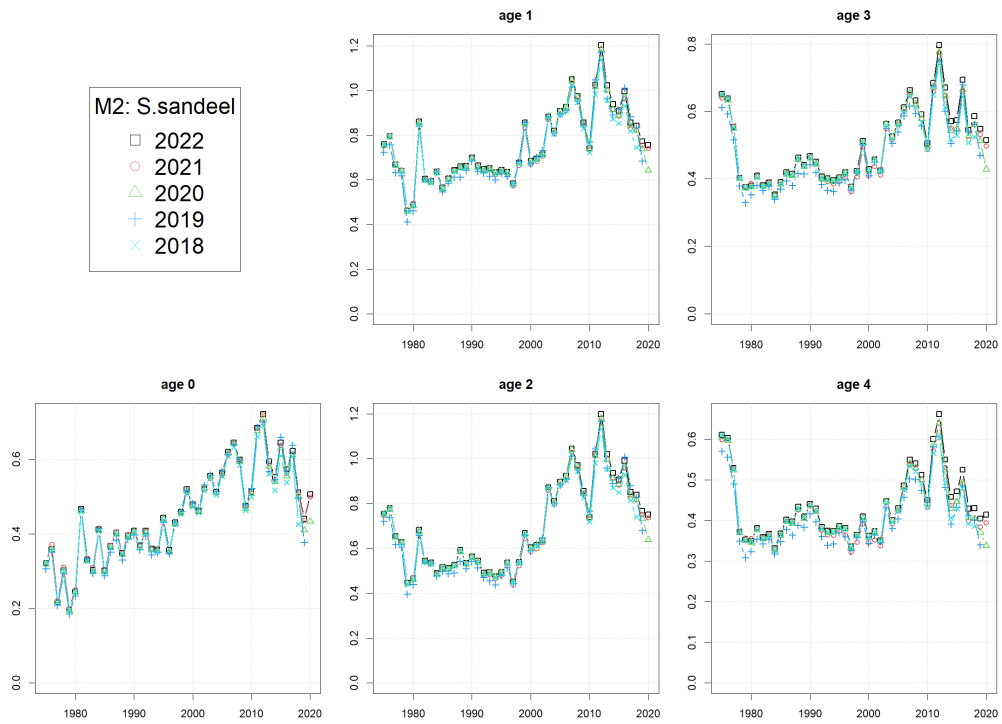 M2: S.sandeel
2022
2021
2020
2019
2018
age 1
0.0 0.2 0.4 0.6 0.8 1.0 1.2
1980 1990 2000 2010 2020
age 3
0.0 0.2 0.4 0.6 0.8
1980 1990 2000 2010 2020
age 0
0.0 0.2 0.4 0.6
1980 1990 2000 2010 2020
age 2
0.0 0.2 0.4 0.6 0.8 1.0 1.2
1980 1990 2000 2010 2020
age 4
0.0 0.1 0.2 0.3 0.4 0.5 0.6
1980 1990 2000 2010 2020